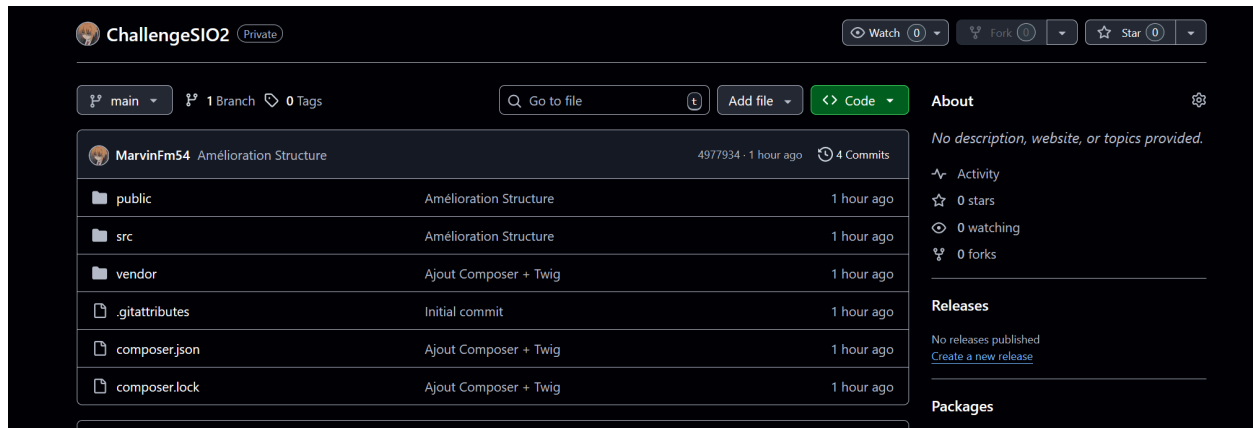 ChallengeSIO2 Private
Watch 0
Fork 0
Star 0
main
1 Branch
0 Tags
Go to file
t
Add file
Code
MarvinFm54 Amélioration Structure
4977934 · 1 hour ago
4 Commits
public Amélioration Structure 1 hour ago
src Amélioration Structure 1 hour ago
vendor Ajout Composer + Twig 1 hour ago
.gitattributes Initial commit 1 hour ago
composer.json Ajout Composer + Twig 1 hour ago
composer.lock Ajout Composer + Twig 1 hour ago
About
No description, website, or topics provided.
Activity
0 stars
0 watching
0 forks
Releases
No releases published
Create a new release
Packages